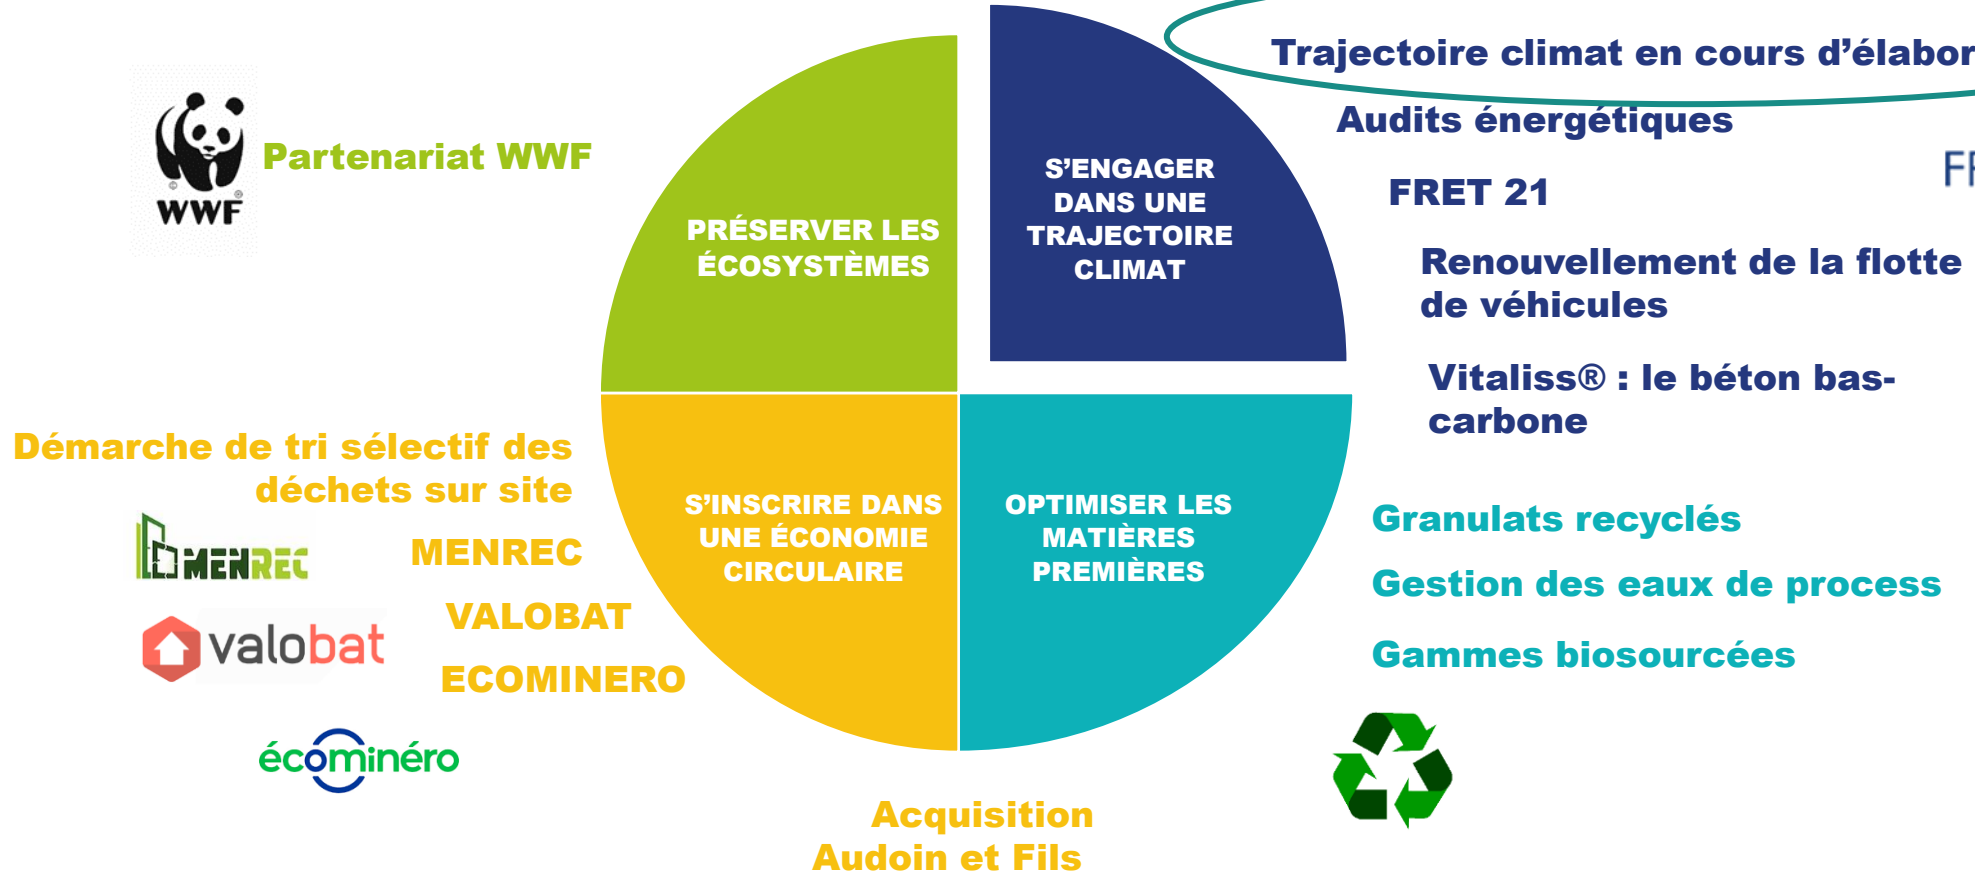 Trajectoire climat en cours d’élabor
Audits énergétiques
FRET 21
Renouvellement de la flotte
de véhicules
Vitaliss® : le béton bas-
carbone
S’ENGAGER
DANS UNE
TRAJECTOIRE
CLIMAT
PRÉSERVER LES
ÉCOSYSTÈMES
Partenariat WWF
©
®
WWF
Démarche de tri sélectif des
déchets sur site
MENREC
MENREC
VALOBAT
valobat
ECOMINERO
écominéro
S’INSCRIRE DANS
UNE ÉCONOMIE
CIRCULAIRE
OPTIMISER LES
MATIÈRES
PREMIÈRES
Granulats recyclés
Gestion des eaux de process
Gammes biosourcées
Acquisition
Audoin et Fils